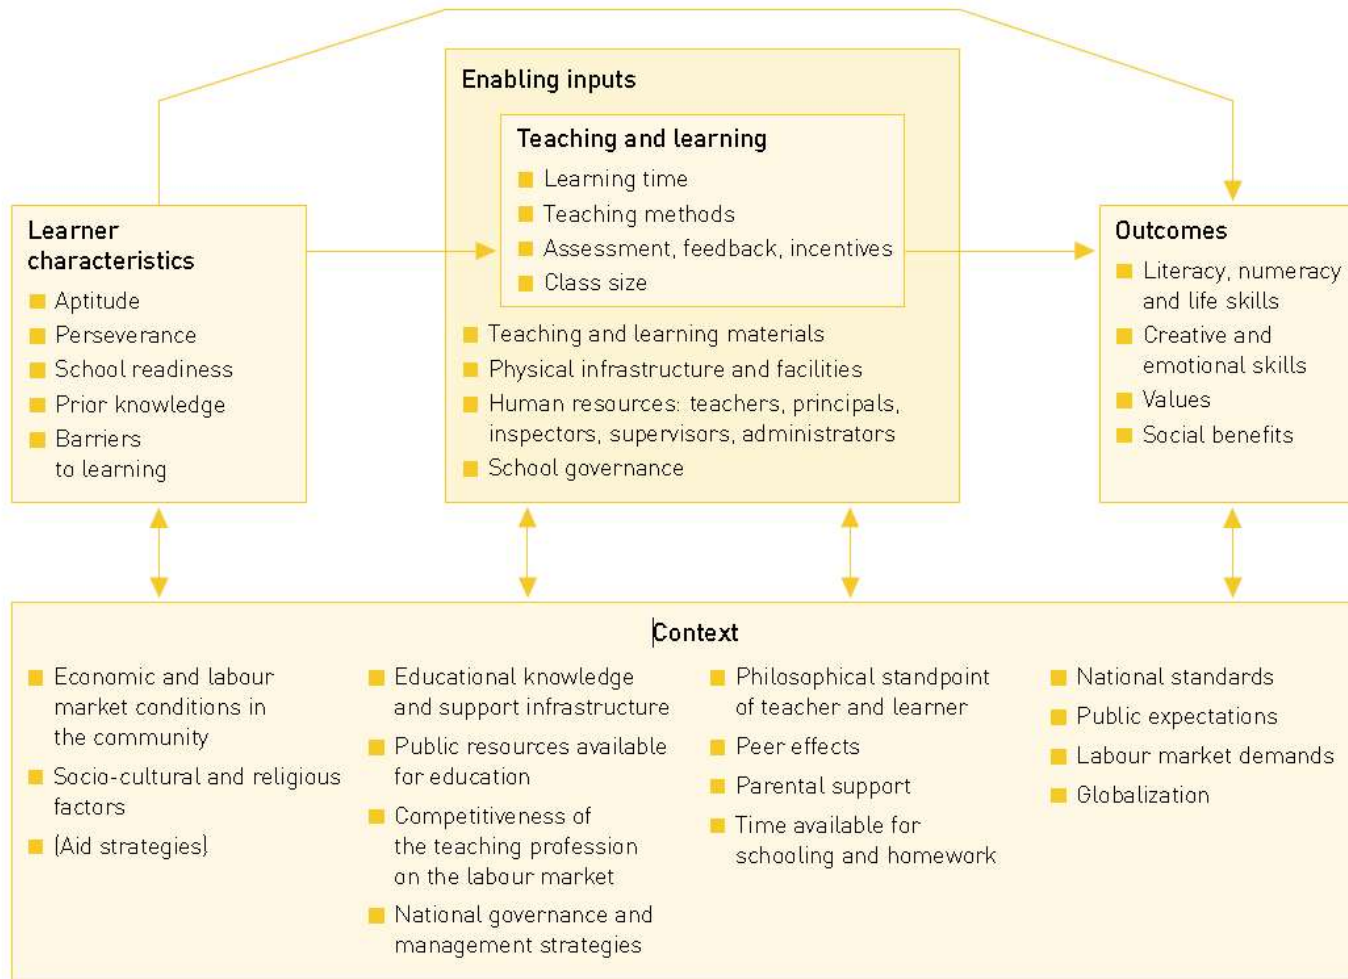 Enabling inputs
Teaching and learning
Learning time
Teaching methods
Assessment, feedback, incentives
Class size
Teaching and learning materials
Physical infrastructure and facilities
Human resources: teachers, principals,
inspectors, supervisors, administrators
School governance
Learner
characteristics
Aptitude
Perseverance
School readiness
Prior knowledge
Barriers
to learning
Outcomes
Literacy, numeracy
and life skills
Creative and
emotional skills
Values
Social benefits
Context
Economic and labour
market conditions in
the community
Socio-cultural and religious
factors
(Aid strategies)
Educational knowledge
and support infrastructure
Public resources available
for education
Competitiveness of
the teaching profession
on the labour market
National governance and
management strategies
Philosophical standpoint
of teacher and learner
Peer effects
Parental support
Time available for
schooling and homework
National standards
Public expectations
Labour market demands
Globalization